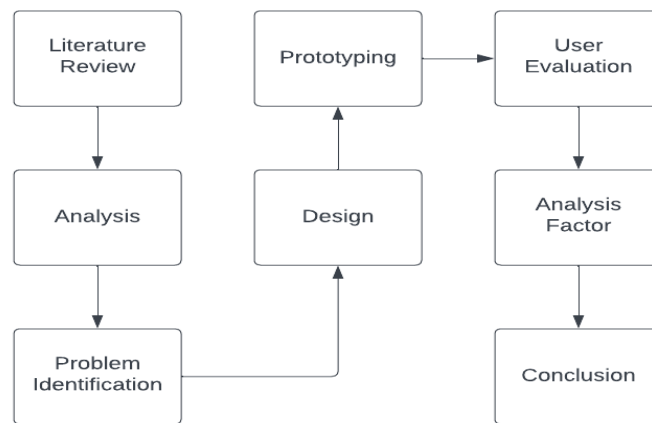 Literature
Review
Analysis
Problem
Identification
Design
Prototyping
User
Evaluation
Analysis
Factor
Conclusion